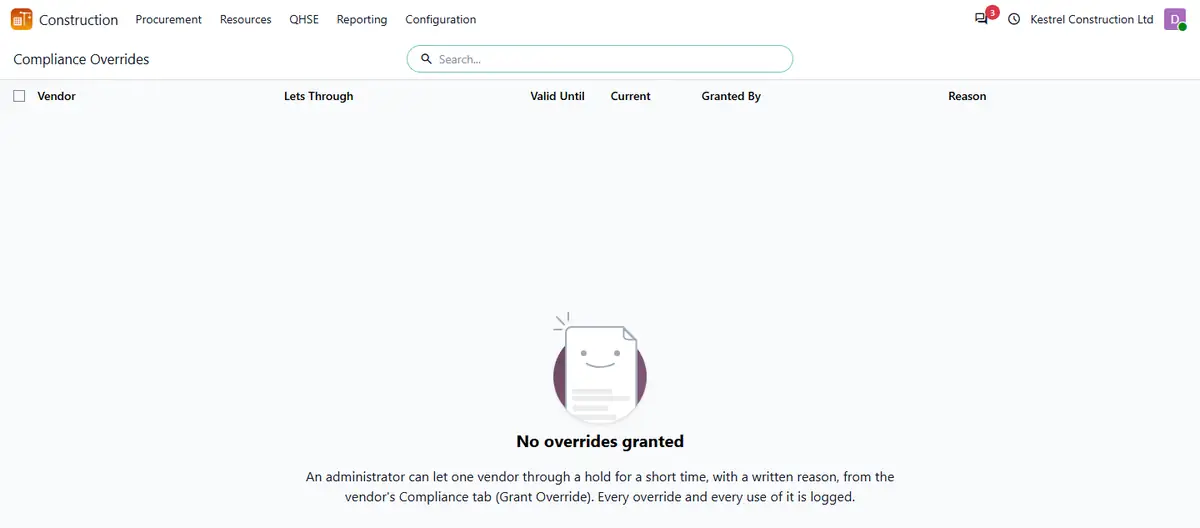 Construction Procurement Resources QHSE Reporting Configuration 3 Kestrel Construction Ltd D
Compliance Overrides Search...
Vendor Lets Through Valid Until Current Granted By Reason
No overrides granted
An administrator can let one vendor through a hold for a short time, with a written reason, from the
vendor's Compliance tab (Grant Override). Every override and every use of it is logged.